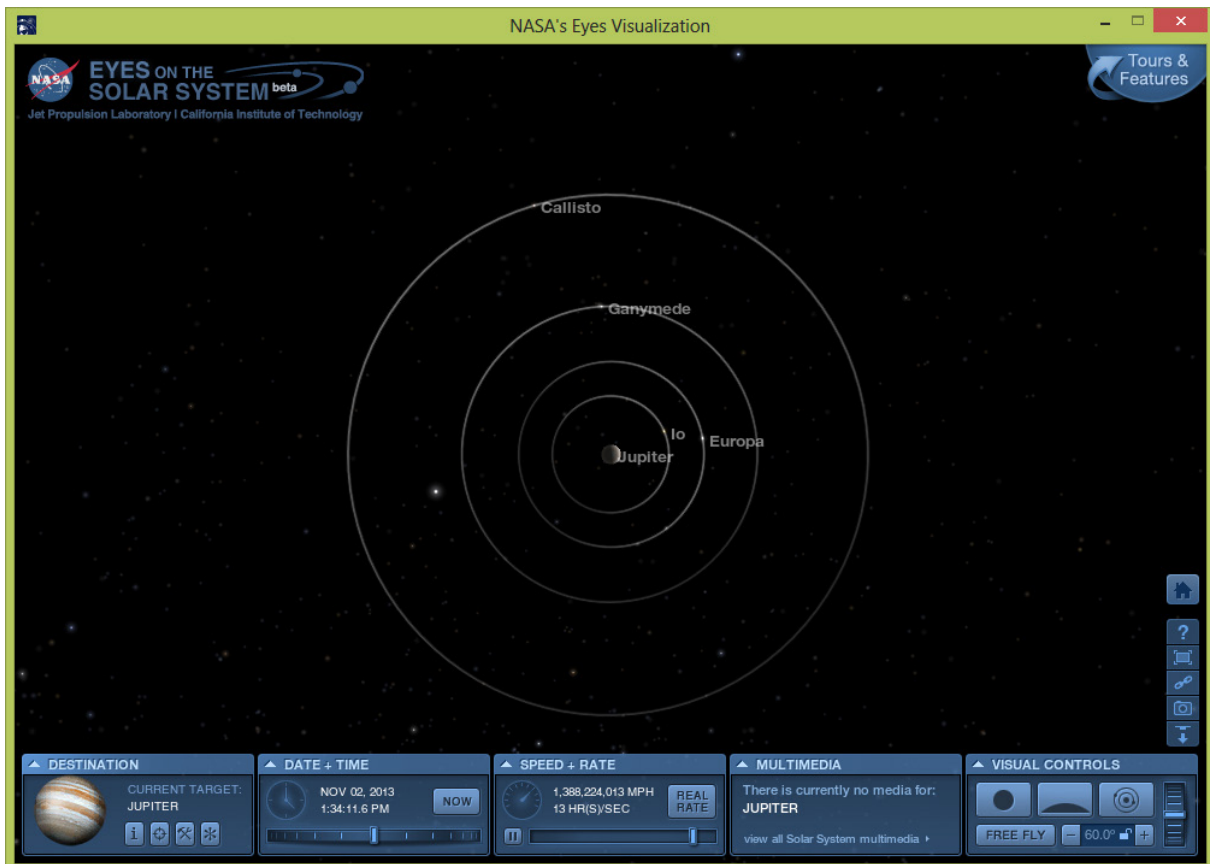 NASA's Eyes Visualization
NASA
EYES ON THE
SOLAR SYSTEM beta
Jet Propulsion Laboratory | California Institute of Technology
Tours &
Features
Callisto
Ganymede
Io
Europa
Jupiter
DESTINATION
CURRENT TARGET:
JUPITER
DATE + TIME
NOV 02, 2013
1:34:11.6 PM
NOW
SPEED + RATE
1,388,224,013 MPH
13 HR(S)/SEC
REAL
RATE
MULTIMEDIA
There is currently no media for:
JUPITER
view all Solar System multimedia
VISUAL CONTROLS
FREE FLY
60.0°